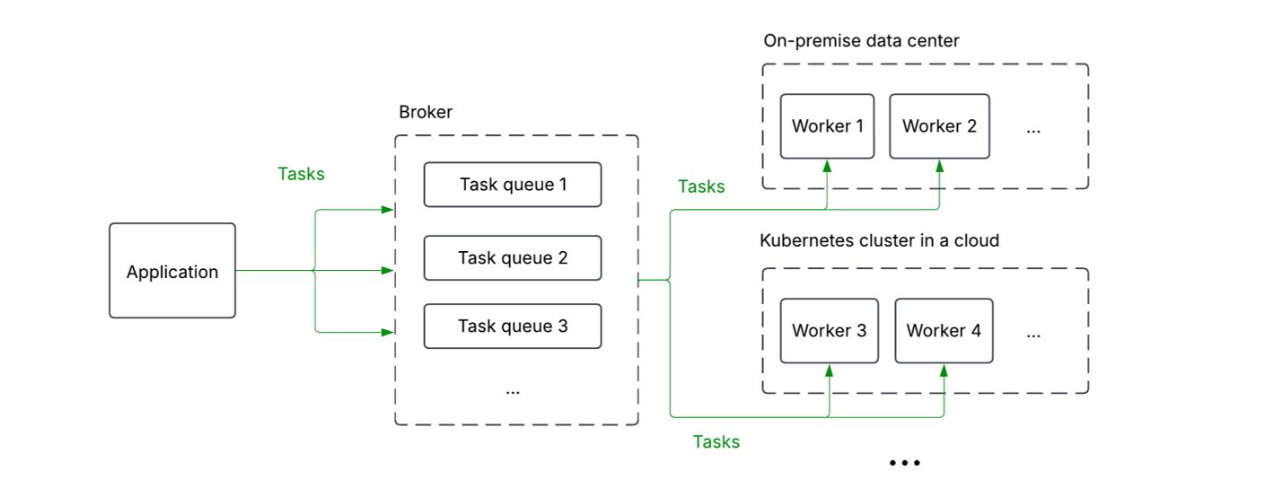 On-premise data center
Worker 1
Worker 2
...
Broker
Tasks
Task queue 1
Task queue 2
Task queue 3
...
Application
Tasks
Kubernetes cluster in a cloud
Worker 3
Worker 4
...
Tasks
...